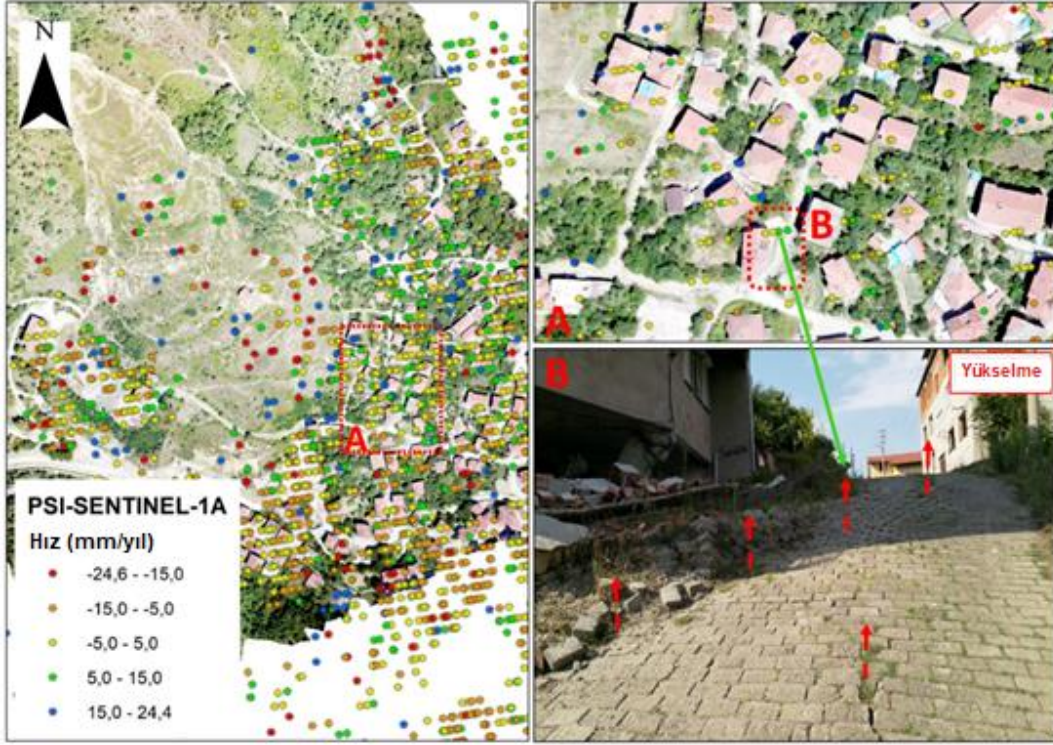 N
A
PSI-SENTINEL-1A
Hız (mm/yıl)
-24,6 - -15,0
-15,0 - -5,0
-5,0 - 5,0
5,0 - 15,0
15,0 - 24,4
B
A
B
Yükselme